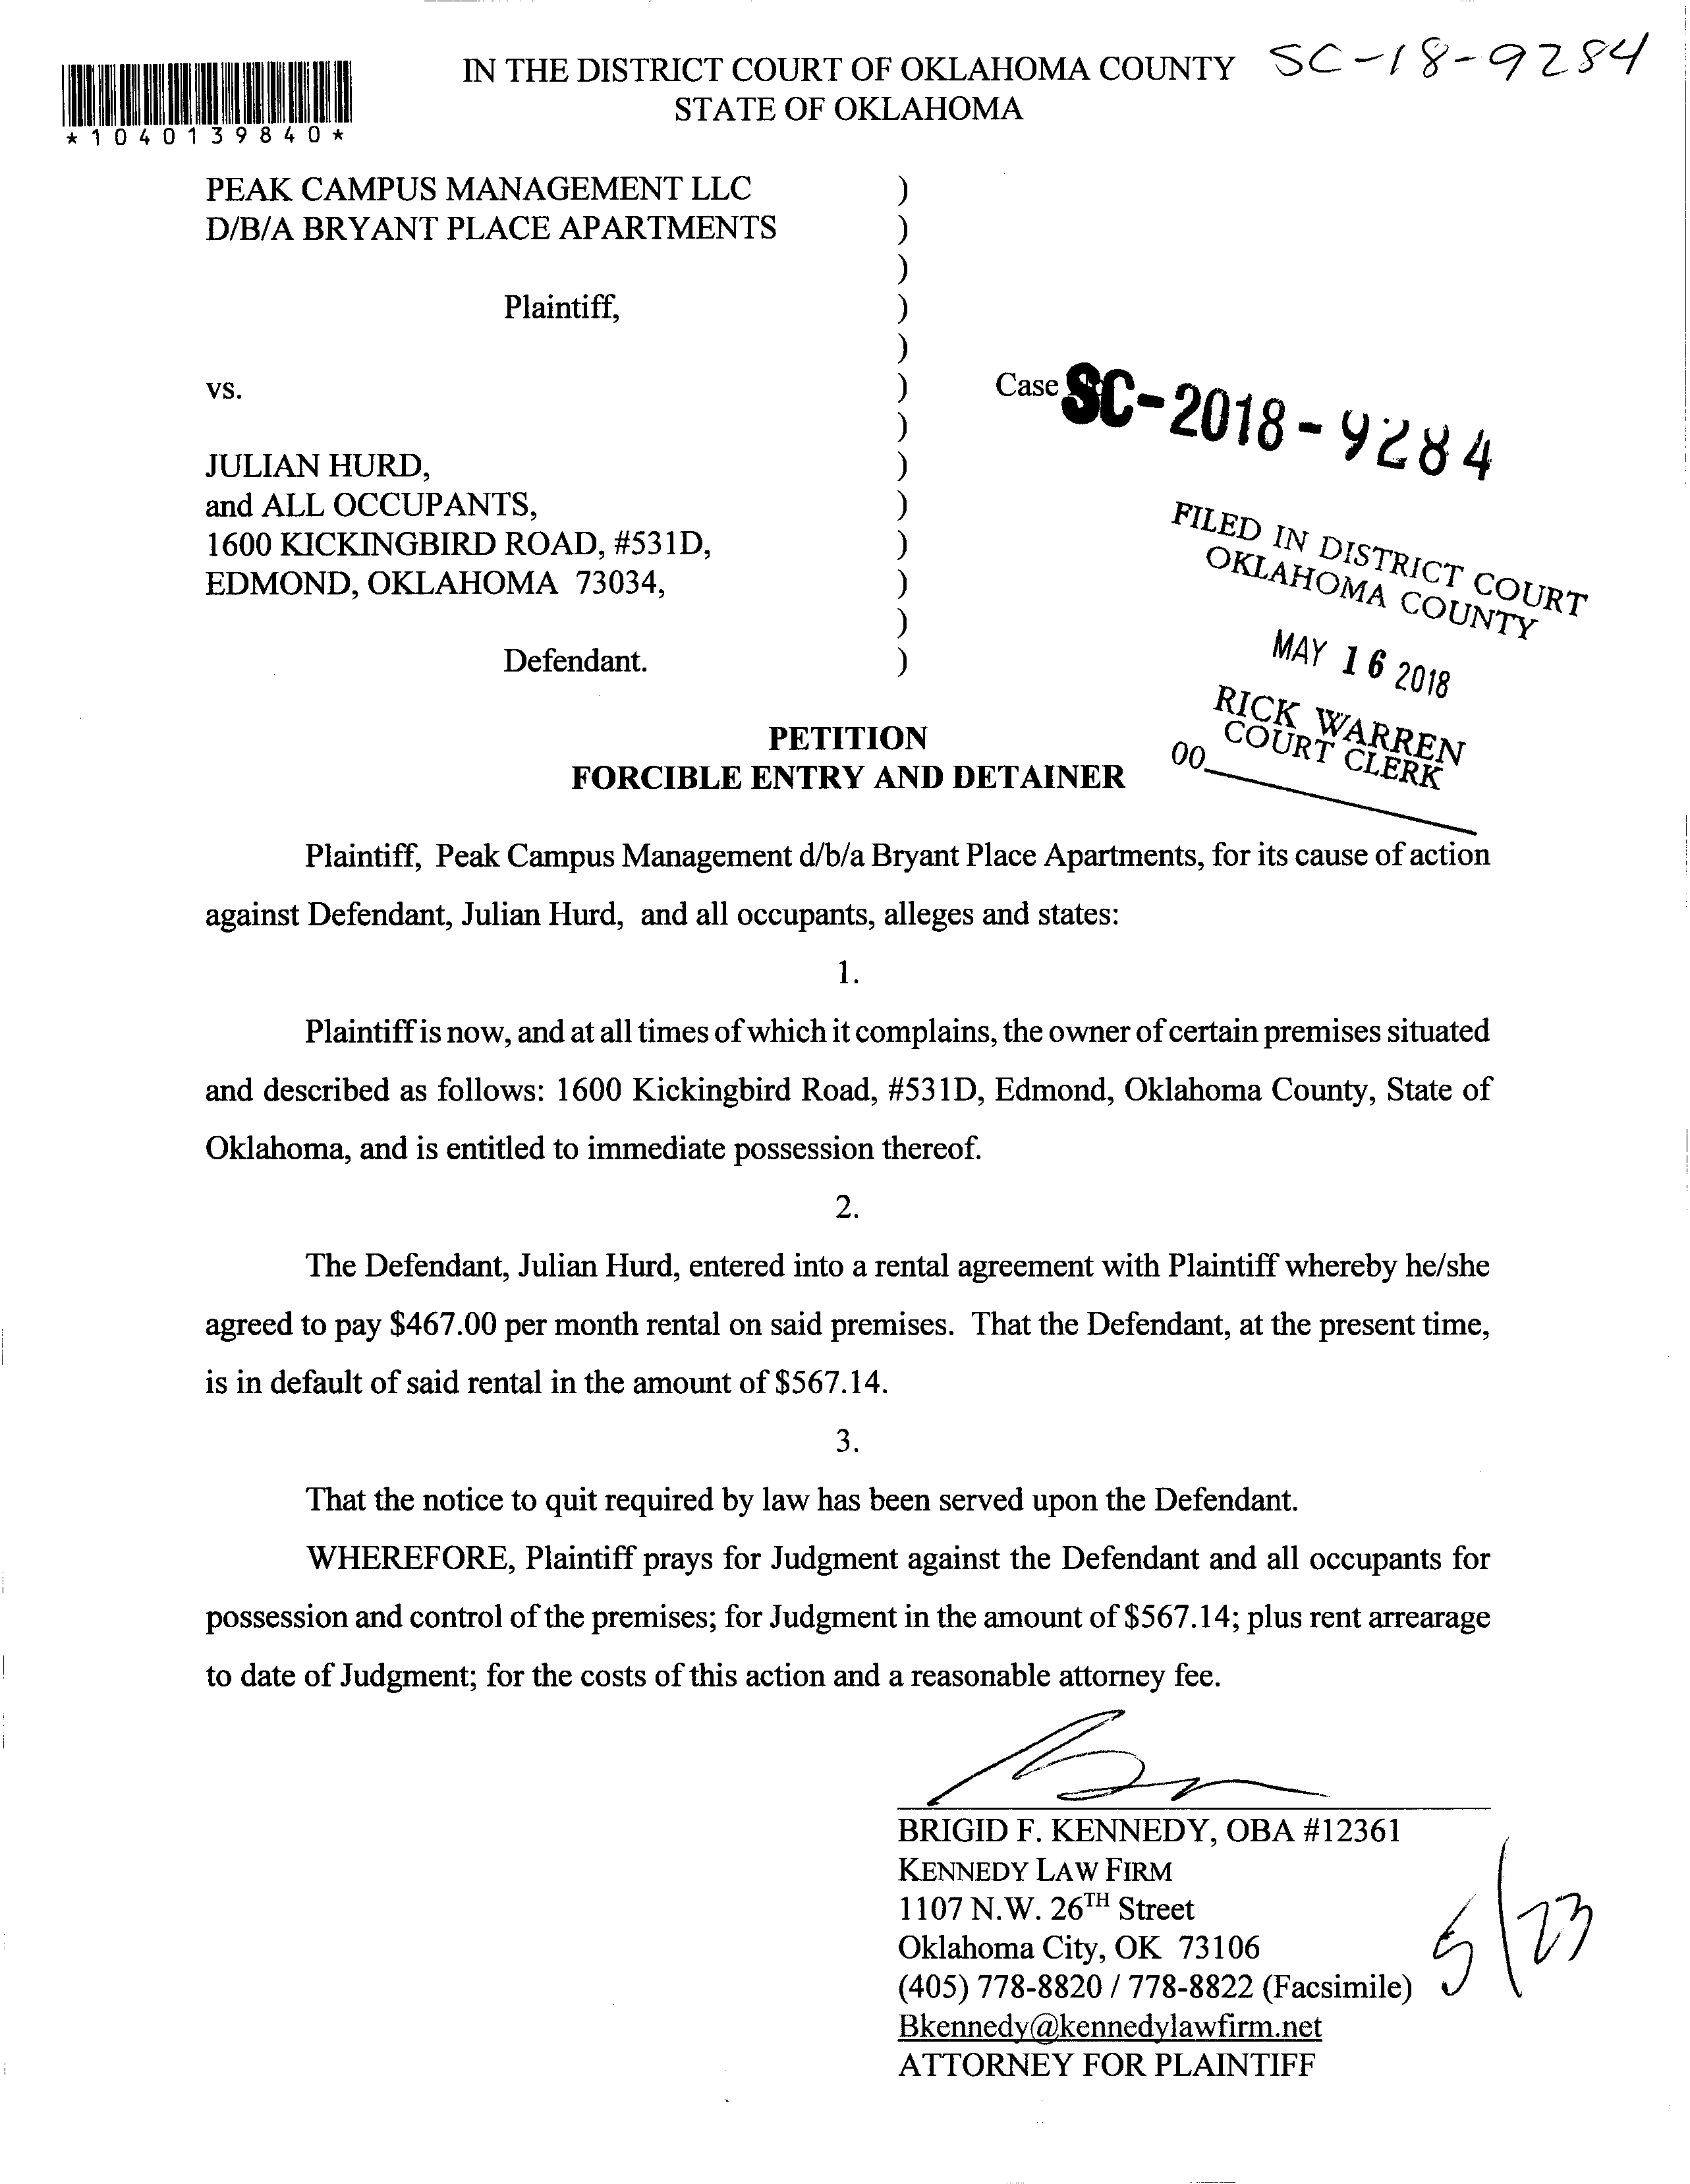 IN THE DISTRICT COURT OF OKLAHOMA COUNTY SC-18-9284
STATE OF OKLAHOMA
*1040139840*
PEAK CAMPUS MANAGEMENT LLC )
D/B/A BRYANT PLACE APARTMENTS )
)
Plaintiff, )
)
vs. ) Case SC-2018-9284
)
JULIAN HURD, )
and ALL OCCUPANTS, )
1600 KICKINGBIRD ROAD, #531D, )
EDMOND, OKLAHOMA 73034, )
)
Defendant. )
FILED IN DISTRICT COURT
OKLAHOMA COUNTY
MAY 16 2018
RICK WARREN
COURT CLERK
00
PETITION
FORCIBLE ENTRY AND DETAINER
Plaintiff, Peak Campus Management d/b/a Bryant Place Apartments, for its cause of action
against Defendant, Julian Hurd, and all occupants, alleges and states:
1.
Plaintiff is now, and at all times of which it complains, the owner of certain premises situated
and described as follows: 1600 Kickingbird Road, #531D, Edmond, Oklahoma County, State of
Oklahoma, and is entitled to immediate possession thereof.
2.
The Defendant, Julian Hurd, entered into a rental agreement with Plaintiff whereby he/she
agreed to pay $467.00 per month rental on said premises. That the Defendant, at the present time,
is in default of said rental in the amount of $567.14.
3.
That the notice to quit required by law has been served upon the Defendant.
WHEREFORE, Plaintiff prays for Judgment against the Defendant and all occupants for
possession and control of the premises; for Judgment in the amount of $567.14; plus rent arrearage
to date of Judgment; for the costs of this action and a reasonable attorney fee.
BRIGID F. KENNEDY, OBA #12361
KENNEDY LAW FIRM
1107 N.W. 26TH Street
Oklahoma City, OK 73106
(405) 778-8820 / 778-8822 (Facsimile)
Bkennedy@kennedylawfirm.net
ATTORNEY FOR PLAINTIFF
5/23